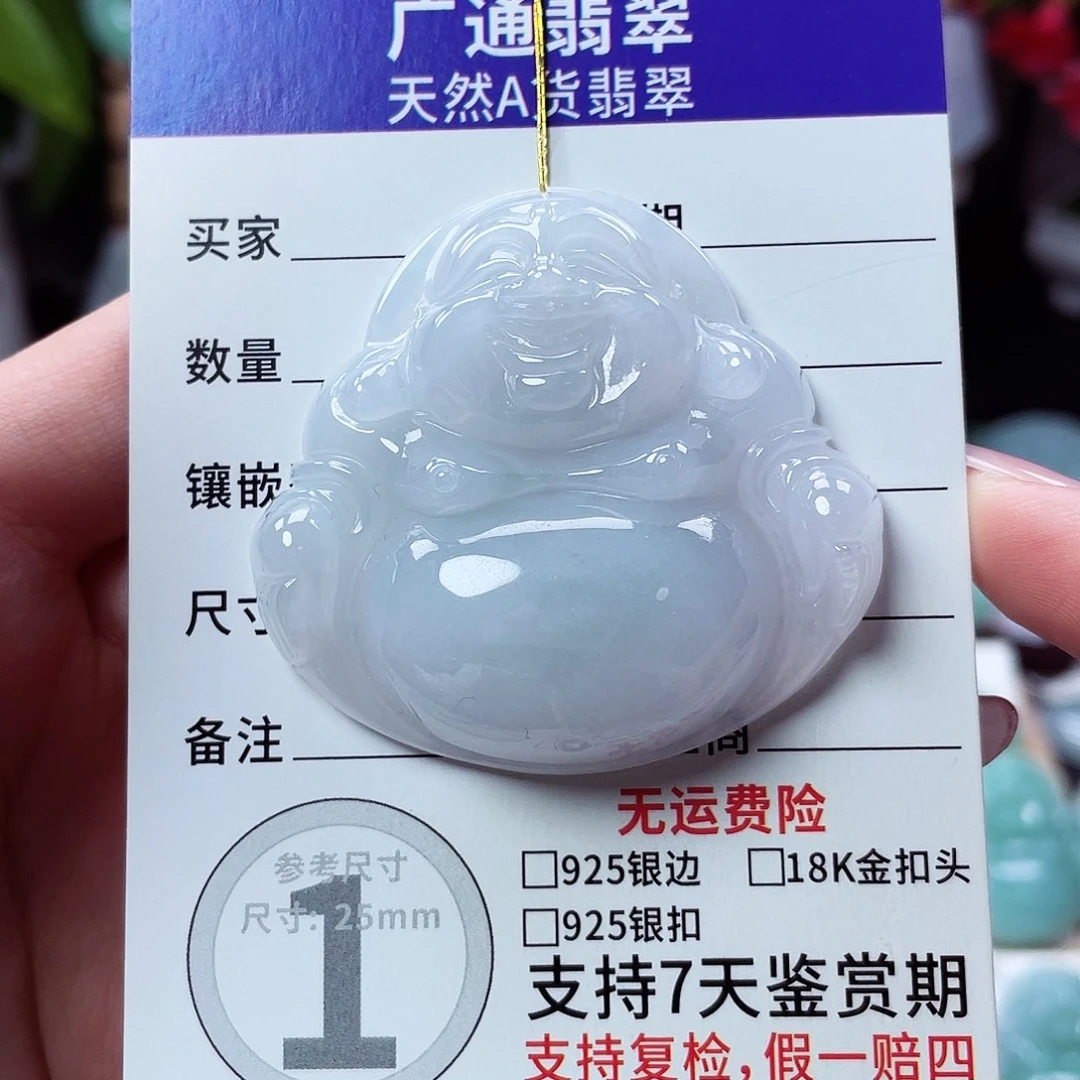 广通翡翠
天然A货翡翠
买家
数量
镶嵌
尺寸
备注
无运费险
参考尺寸
尺寸: 25mm
1
□925银边 □18K金扣头
□925银扣
支持7天鉴赏期
支持复检,假一赔四